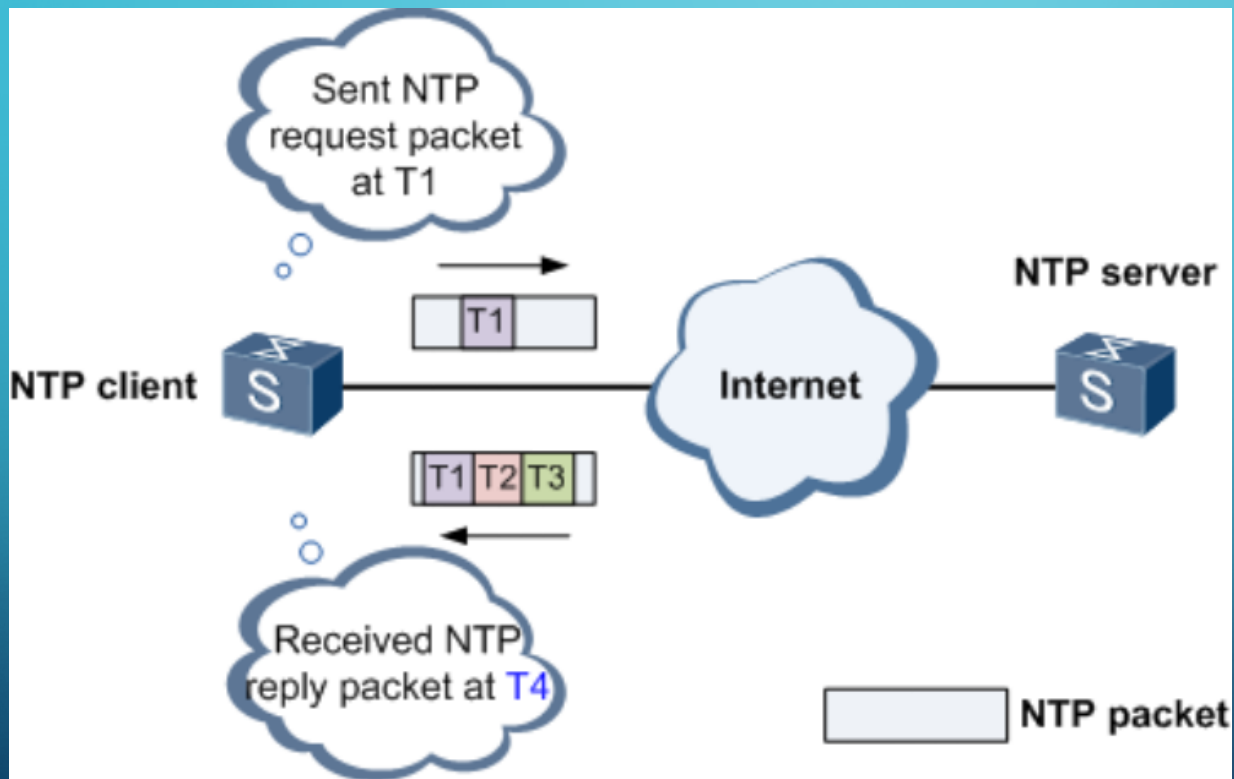 Sent NTP
request packet
at T1
NTP server
T1
NTP client
S
Internet
S
T1 T2 T3
Received NTP
reply packet at T4
NTP packet